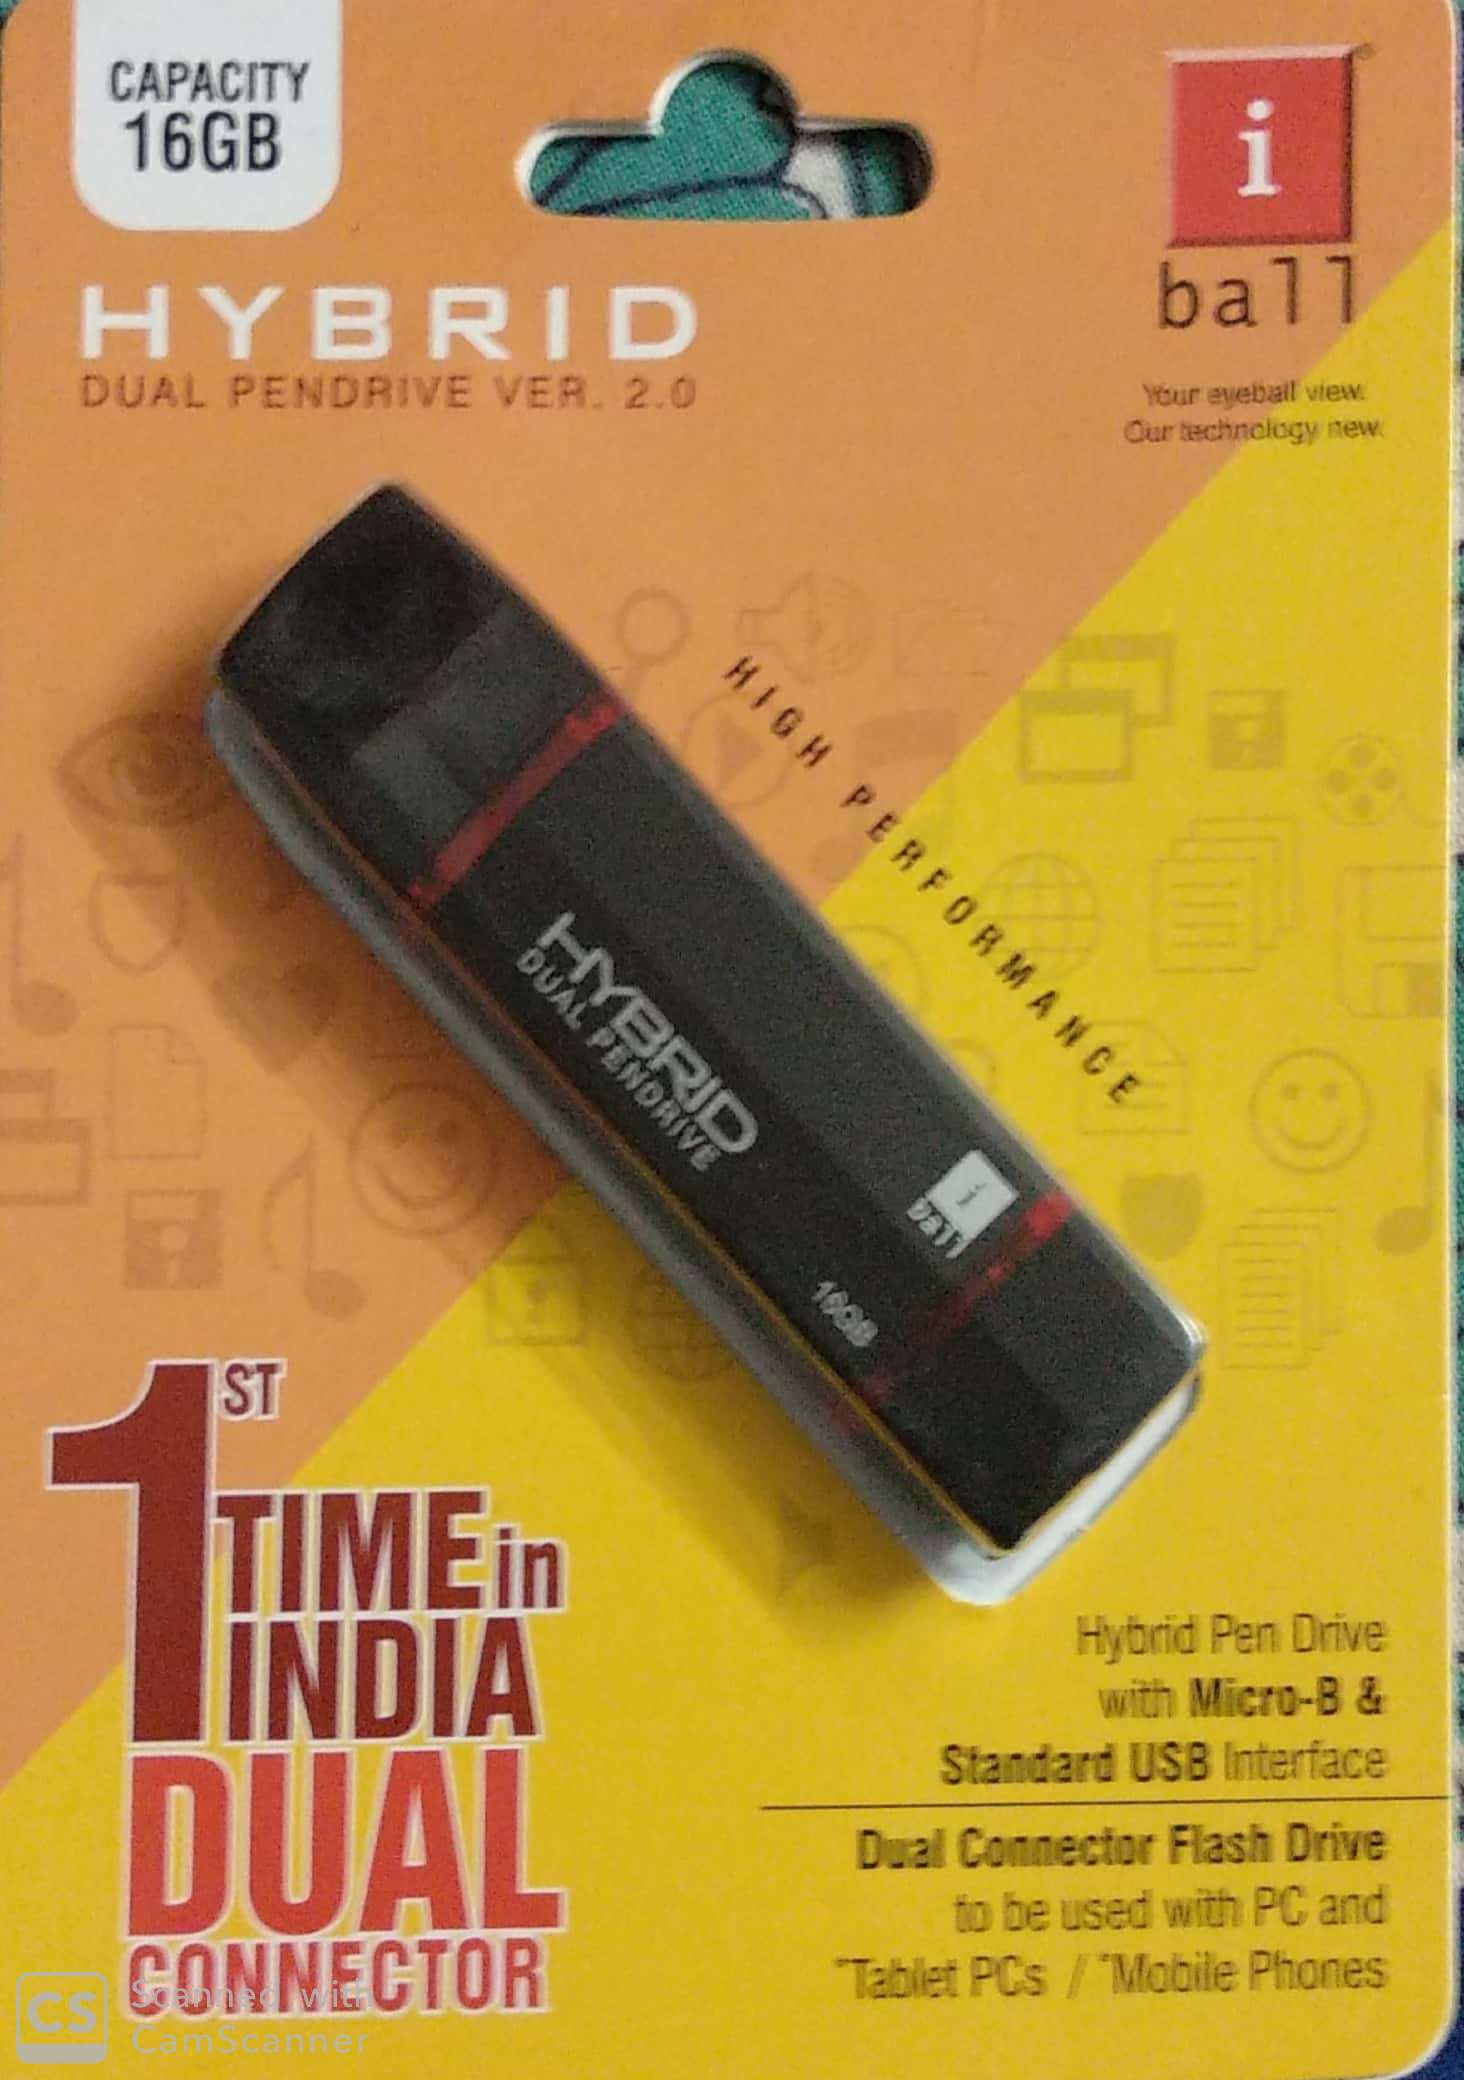 CAPACITY
16GB
i
ball
Your eyeball view.
Our technology new.
HYBRID
DUAL PENDRIVE VER. 2.0
HIGH PERFORMANCE
HYBRID
DUAL PENDRIVE
i
ball
16GB
1ST
TIME in
INDIA
DUAL
CONNECTOR
Hybrid Pen Drive
with Micro-B &
Standard USB Interface
Dual Connector Flash Drive
to be used with PC and
*Tablet PCs / *Mobile Phones
CS
Scanned with
CamScanner